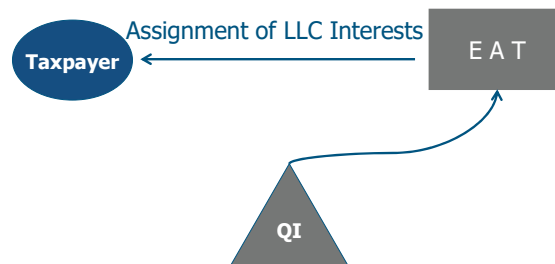 Assignment of LLC Interests
Taxpayer
E A T
QI